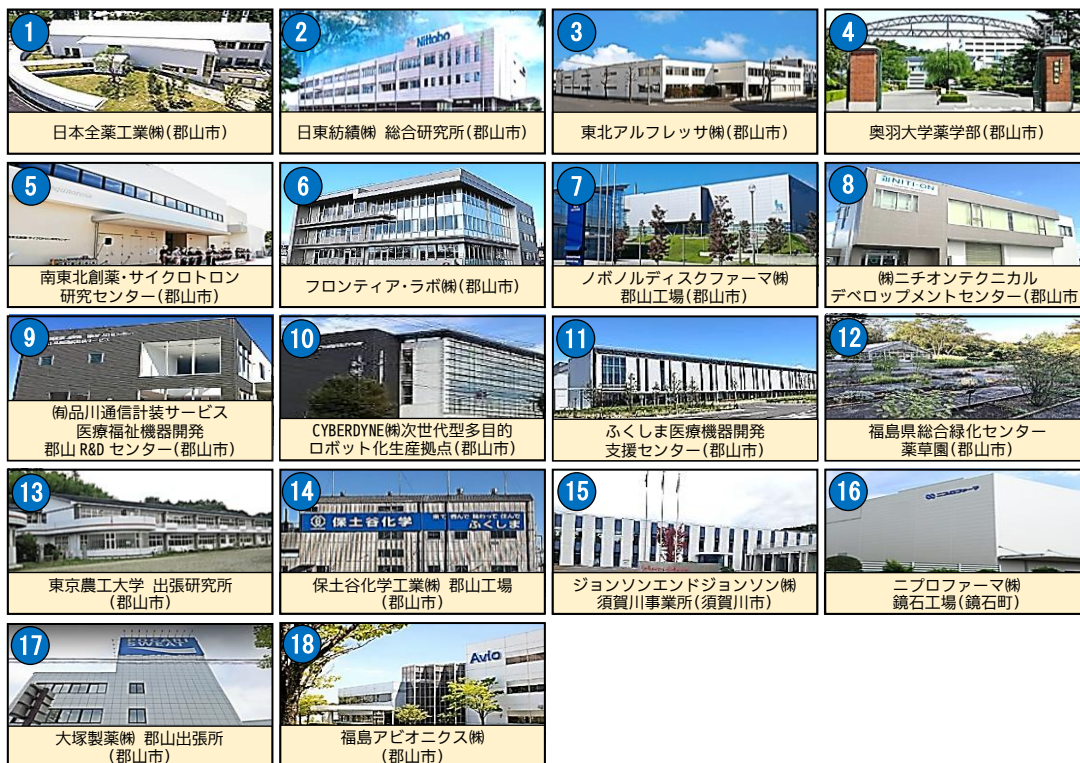 1
日本全薬工業㈱(郡山市)
2
Nittobo
日東紡績㈱ 総合研究所(郡山市)
3
東北アルフレッサ㈱(郡山市)
4
奥羽大学薬学部(郡山市)
5
南東北創薬・サイクロトロン
研究センター(郡山市)
6
フロンティア・ラボ㈱(郡山市)
7
ノボノルディスクファーマ㈱
郡山工場(郡山市)
8
NITI-ON
㈱ニチオンテクニカル
デベロップメントセンター(郡山市
9
㈲品川通信計装サービス
医療福祉機器開発
郡山 R&D センター(郡山市)
10
CYBERDYNE㈱次世代型多目的
ロボット化生産拠点(郡山市)
11
ふくしま医療機器開発
支援センター(郡山市)
12
福島県総合緑化センター
薬草園(郡山市)
13
東京農工大学 出張研究所
(郡山市)
14
保土谷化学
ふくしま
保土谷化学工業㈱ 郡山工場
(郡山市)
15
ジョンソンエンドジョンソン㈱
須賀川事業所(須賀川市)
16
ニプロファーマ
ニプロファーマ㈱
鏡石工場(鏡石町)
17
SWEAT
大塚製薬㈱ 郡山出張所
(郡山市)
18
Avio
福島アビオニクス㈱
(郡山市)